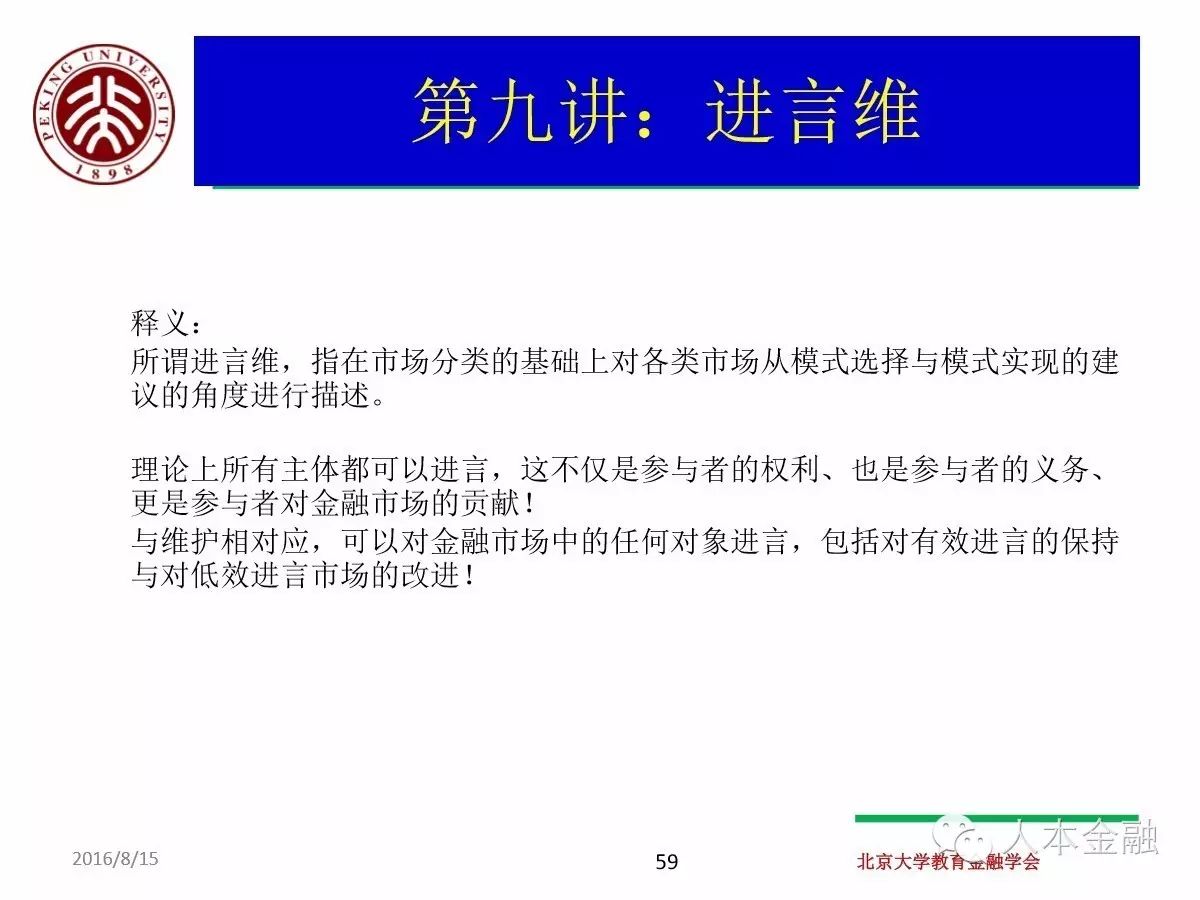 PEKING UNIVERSITY
1898
第九讲：进言维
释义：
所谓进言维，指在市场分类的基础上对各类市场从模式选择与模式实现的建
议的角度进行描述。
理论上所有主体都可以进言，这不仅是参与者的权利、也是参与者的义务、
更是参与者对金融市场的贡献！
与维护相对应，可以对金融市场中的任何对象进言，包括对有效进言的保持
与对低效进言市场的改进！
人本金融
2016/8/15
59
北京大学教育金融学会